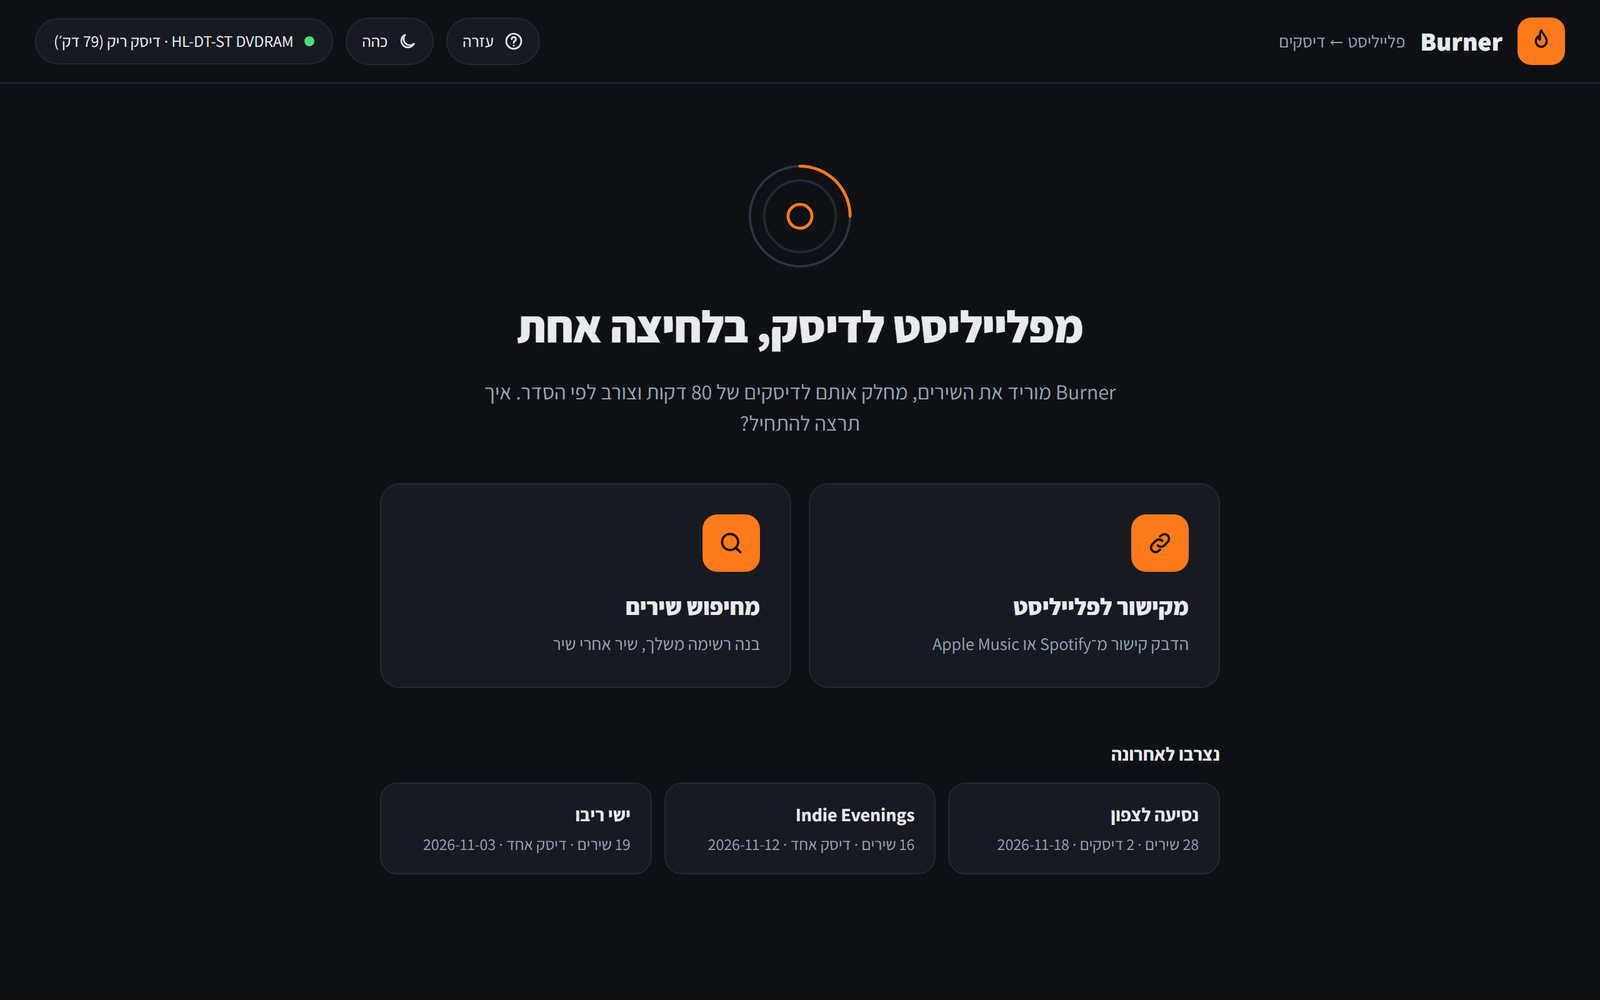 Burner
פלייליסט ← דיסקים
עזרה
כהה
HL-DT-ST DVDRAM · דיסק ריק (79 דק׳)
מפלייליסט לדיסק, בלחיצה אחת
Burner מוריד את השירים, מחלק אותם לדיסקים של 80 דקות וצורב לפי הסדר. איך
תרצה להתחיל?
מקישור לפלייליסט
הדבק קישור מ־Spotify או Apple Music
מחיפוש שירים
בנה רשימה משלך, שיר אחרי שיר
נצרבו לאחרונה
נסיעה לצפון
28 שירים · 2 דיסקים · 2026-11-18
Indie Evenings
16 שירים · דיסק אחד · 2026-11-12
ישי ריבו
19 שירים · דיסק אחד · 2026-11-03